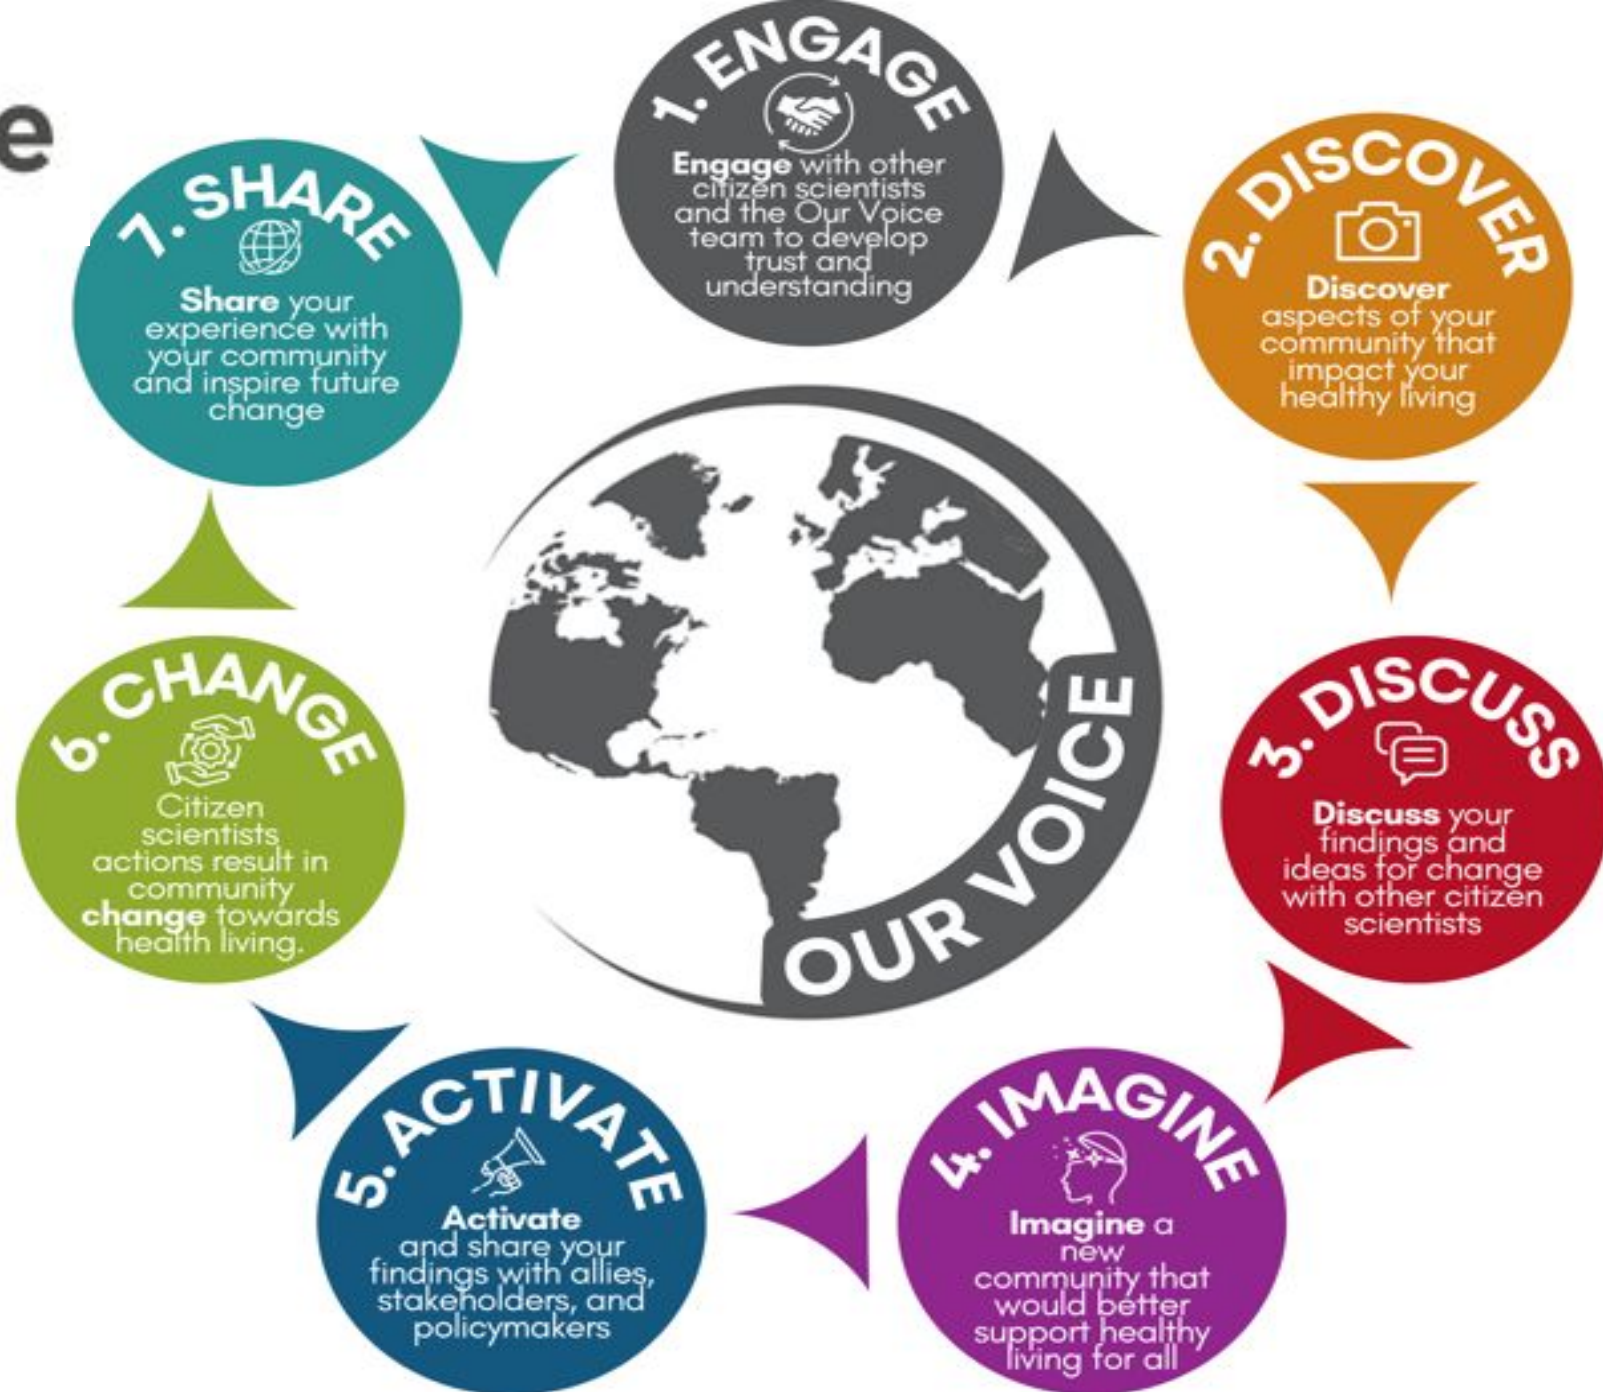 e
1. ENGAGE
Engage with other
citizen scientists
and the Our Voice
team to develop
trust and
understanding
2. DISCOVER
Discover
aspects of your
community that
impact your
healthy living
3. DISCUSS
Discuss your
findings and
ideas for change
with other citizen
scientists
4. IMAGINE
Imagine a
new
community that
would better
support healthy
living for all
5. ACTIVATE
Activate
and share your
findings with allies,
stakeholders, and
policymakers
6. CHANGE
Citizen
scientists
actions result in
community
change towards
health living.
7. SHARE
Share your
experience with
your community
and inspire future
change
OUR VOICE